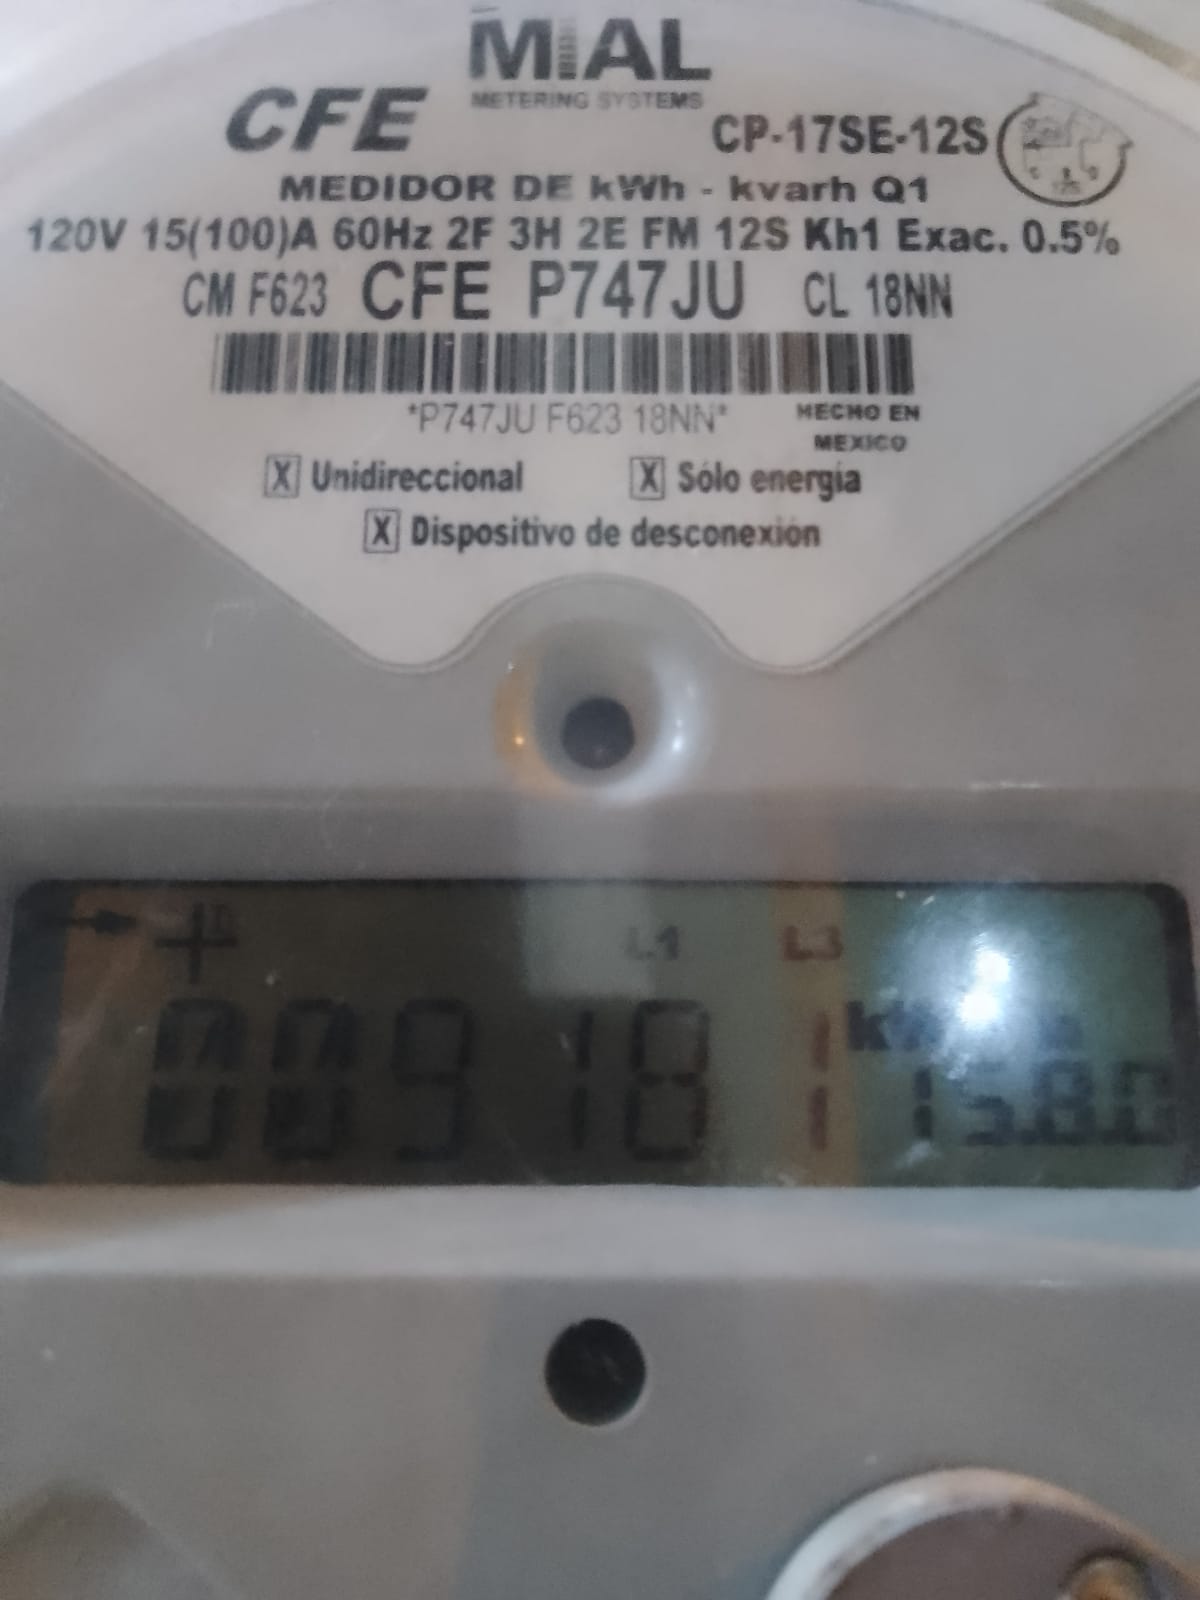 MIAL
METERING SYSTEMS
CFE
CP-17SE-12S
MEDIDOR DE kWh - kvarh Q1
120V 15(100)A 60Hz 2F 3H 2E FM 12S Kh1 Exac. 0.5%
CM F623 CFE P747JU CL 18NN
*P747JU F623 18NN*
HECHO EN
MEXICO
X Unidireccional X Sólo energía
X Dispositivo de desconexión
L1 L3
009181